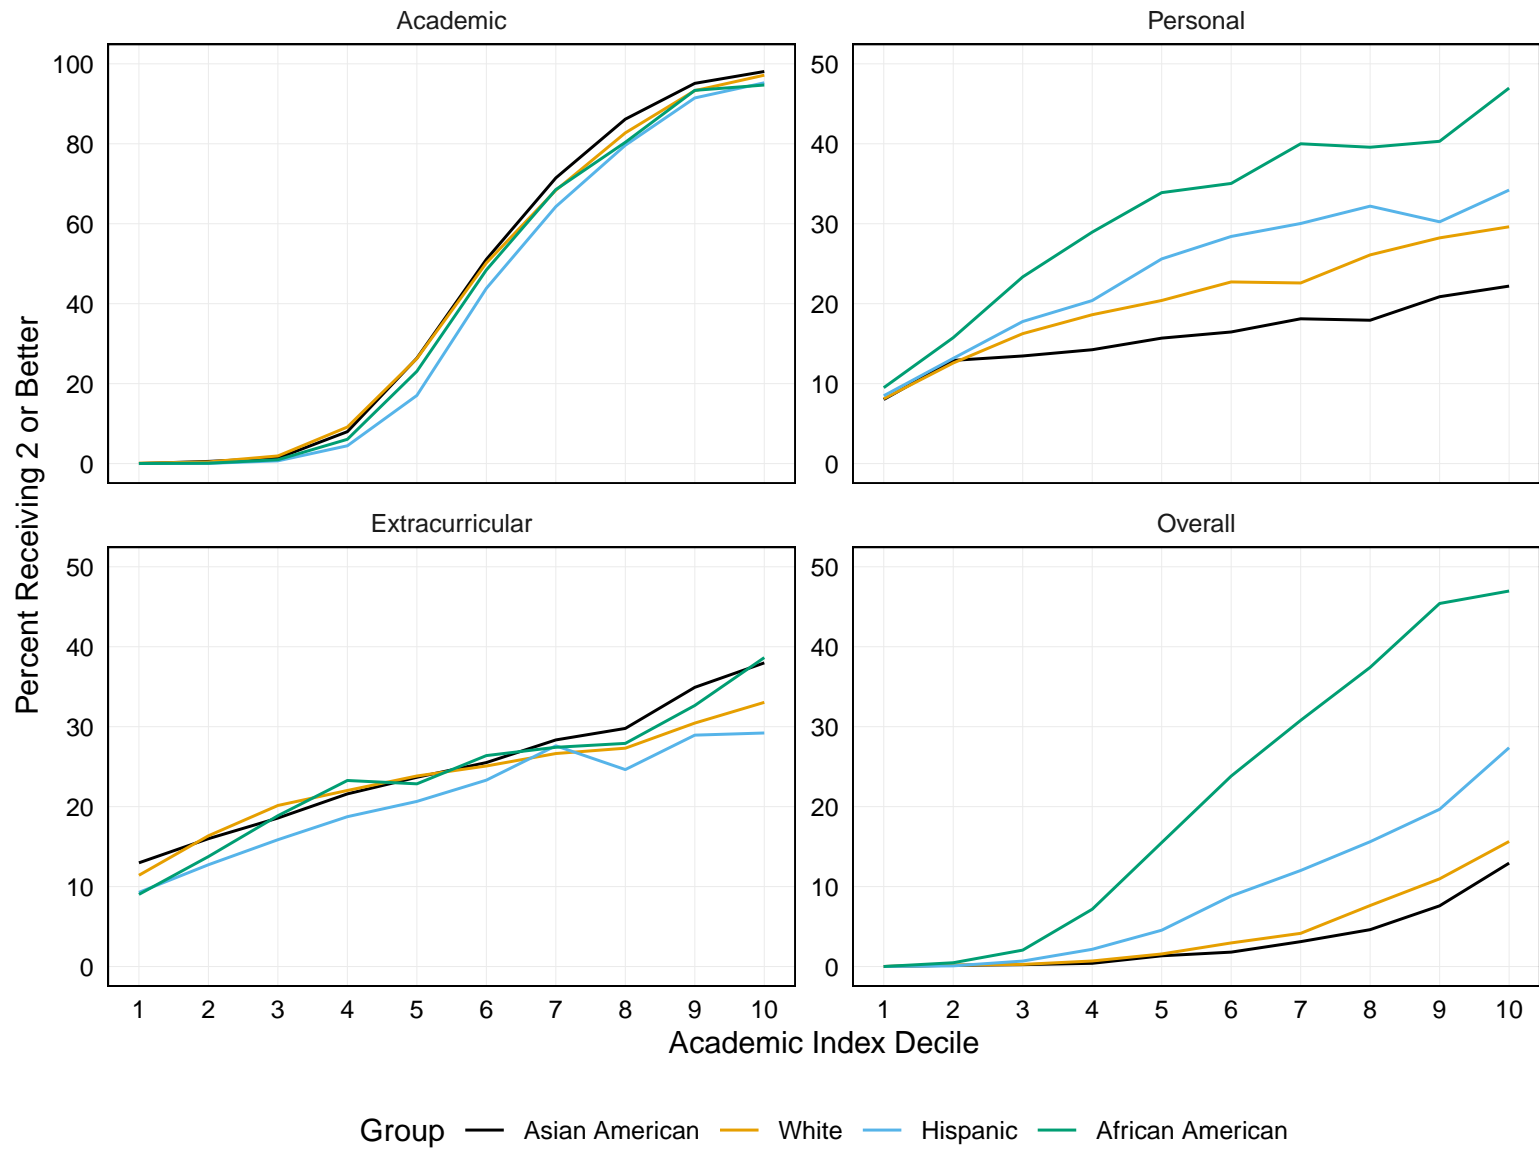 Academic
Personal
100
80
60
40
20
0
50
40
30
20
10
0
Percent Receiving 2 or Better
Extracurricular
Overall
50
40
30
20
10
0
50
40
30
20
10
0
1 2 3 4 5 6 7 8 9 10
1 2 3 4 5 6 7 8 9 10
Academic Index Decile
Group Asian American White Hispanic African American